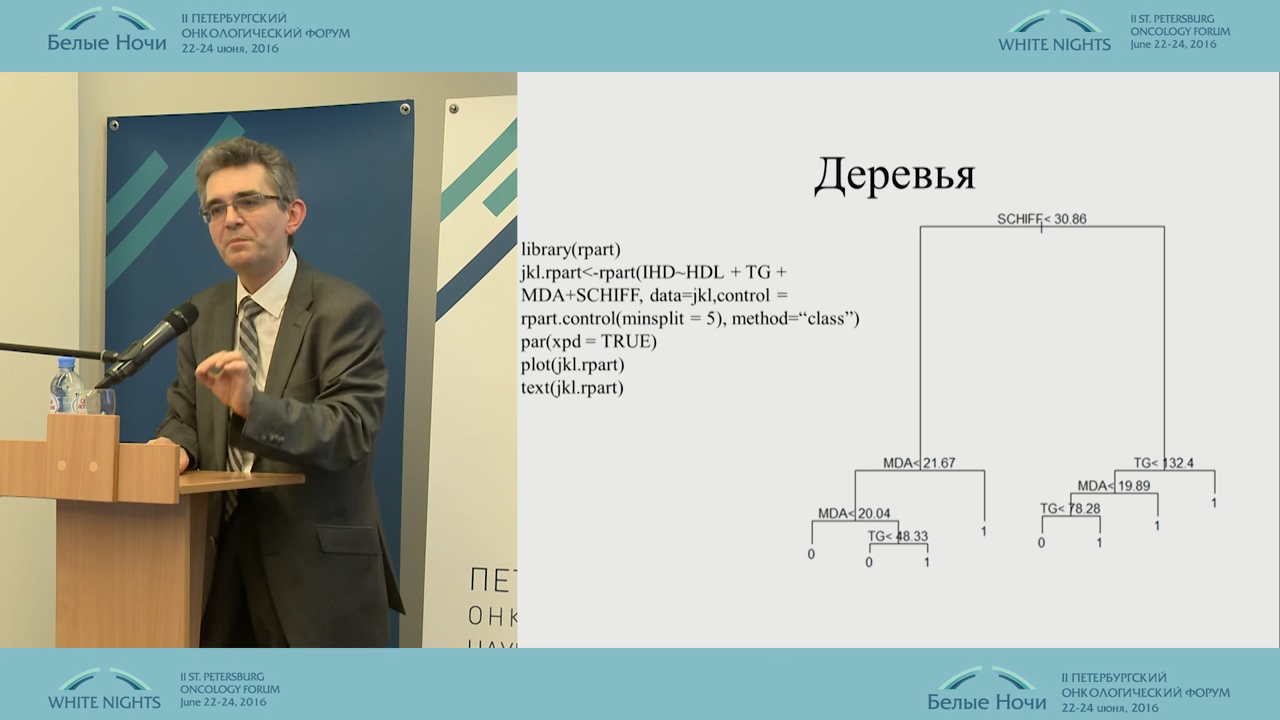 Белые Ночи
II ПЕТЕРБУРГСКИЙ
ОНКОЛОГИЧЕСКИЙ ФОРУМ
22-24 июня, 2016
WHITE NIGHTS
II ST. PETERSBURG
ONCOLOGY FORUM
June 22-24, 2016
Деревья
library(rpart)
jkl.rpart<-rpart(IHD~HDL + TG +
MDA+SCHIFF, data=jkl,control =
rpart.control(minsplit = 5), method=“class”)
par(xpd = TRUE)
plot(jkl.rpart)
text(jkl.rpart)
SCHIFF< 30.86
MDA< 21.67
TG< 132.4
MDA< 20.04
1
MDA< 19.89
1
0
TG< 48.33
TG< 78.28
1
0
1
0
1
ПЕТ
ОНК
WHITE NIGHTS
II ST. PETERSBURG
ONCOLOGY FORUM
June 22-24, 2016
Белые Ночи
II ПЕТЕРБУРГСКИЙ
ОНКОЛОГИЧЕСКИЙ ФОРУМ
22-24 июня, 2016